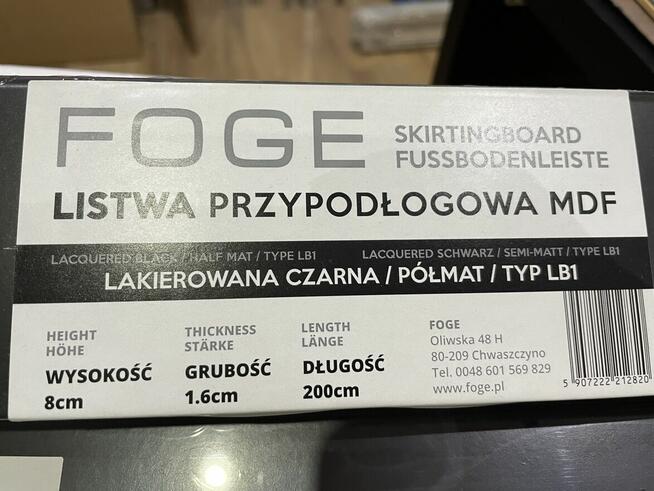 FOGE
SKIRTINGBOARD
FUSSBODENLEISTE
LISTWA PRZYPODŁOGOWA MDF
LACQUERED BLACK / HALF MAT / TYPE LB1 LACQUERED SCHWARZ / SEMI-MATT / TYPE LB1
LAKIEROWANA CZARNA / PÓŁMAT / TYP LB1
HEIGHT
HÖHE
WYSOKOŚĆ
8cm
THICKNESS
STÄRKE
GRUBOŚĆ
1.6cm
LENGTH
LÄNGE
DŁUGOŚĆ
200cm
FOGE
Oliwska 48 H
80-209 Chwaszczyno
Tel. 0048 601 569 829
www.foge.pl
5 907222 212820